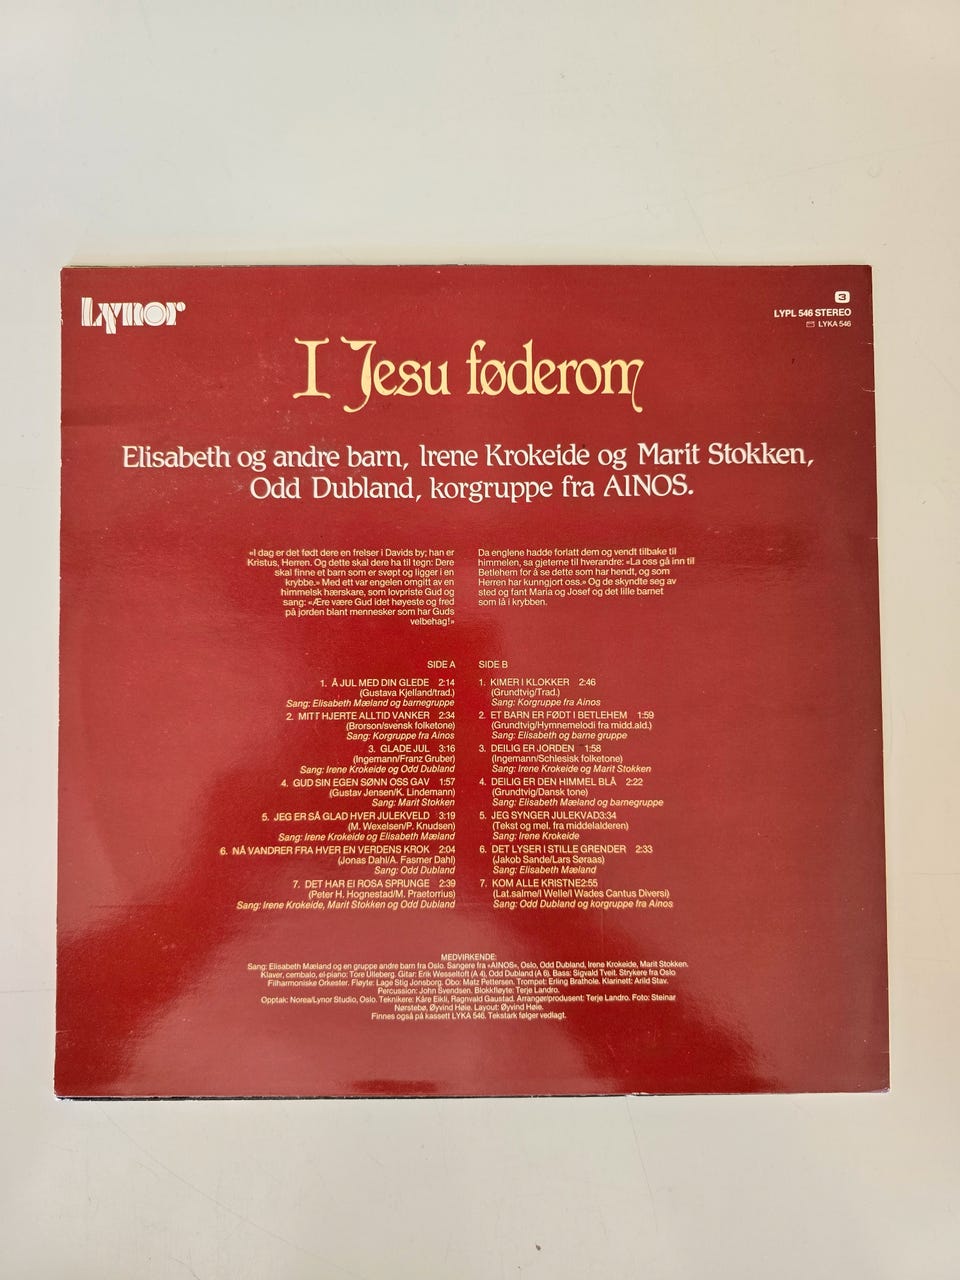 Lynor
3
LYPL 546 STEREO
LYKA 546
I Jesu føderom
Elisabeth og andre barn, Irene Krokeide og Marit Stokken,
Odd Dubland, korgruppe fra AINOS.
«I dag er det født dere en frelser i Davids by; han er
Kristus, Herren. Og dette skal dere ha til tegn: Dere
skal finne et barn som er svøpt og ligger i en
krybbe.» Med ett var engelen omgitt av en
himmelsk hærskare, som lovpriste Gud og
sang: «Ære være Gud idet høyeste og fred
på jorden blant mennesker som har Guds
velbehag!»
Da englene hadde forlatt dem og vendt tilbake til
himmelen, sa gjeterne til hverandre: «La oss gå inn til
Betlehem for å se dette som har hendt, og som
Herren har kunngjort oss.» Og de skyndte seg av
sted og fant Maria og Josef og det lille barnet
som lå i krybben.
SIDE A
1. Å JUL MED DIN GLEDE 2:14
(Gustava Kjelland/trad.)
Sang: Elisabeth Mæland og barnegruppe
2. MITT HJERTE ALLTID VANKER 2:34
(Brorson/svensk folketone)
Sang: Korgruppe fra Ainos
3. GLADE JUL 3:16
(Ingemann/Franz Gruber)
Sang: Irene Krokeide og Odd Dubland
4. GUD SIN EGEN SØNN OSS GAV 1:57
(Gustav Jensen/K. Lindemann)
Sang: Marit Stokken
5. JEG ER SÅ GLAD HVER JULEKVELD 3:19
(M. Wexelsen/P. Knudsen)
Sang: Irene Krokeide og Elisabeth Mæland
6. NÅ VANDRER FRA HVER EN VERDENS KROK 2:04
(Jonas Dahl/A. Fasmer Dahl)
Sang: Odd Dubland
7. DET HAR EI ROSA SPRUNGE 2:39
(Peter H. Hognestad/M. Praetorius)
Sang: Irene Krokeide, Marit Stokken og Odd Dubland
SIDE B
1. KIMER I KLOKKER 2:46
(Grundtvig/Trad.)
Sang: Korgruppe fra Ainos
2. ET BARN ER FØDT I BETLEHEM 1:59
(Grundtvig/Hymnemelodi fra midd.ald.)
Sang: Elisabeth og barne gruppe
3. DEILIG ER JORDEN 1:58
(Ingemann/Schlesisk folketone)
Sang: Irene Krokeide og Marit Stokken
4. DEILIG ER DEN HIMMEL BLÅ 2:22
(Grundtvig/Dansk tone)
Sang: Elisabeth Mæland og barnegruppe
5. JEG SYNGER JULEKVAD3:34
(Tekst og mel. fra middelalderen)
Sang: Irene Krokeide
6. DET LYSER I STILLE GRENDER 2:33
(Jakob Sande/Lars Søraas)
Sang: Elisabeth Mæland
7. KOM ALLE KRISTNE2:55
(Lat.salme/I Welle/I Wades Cantus Diversi)
Sang: Odd Dubland og korgruppe fra Ainos
MEDVIRKENDE:
Sang: Elisabeth Mæland og en gruppe andre barn fra Oslo. Sangere fra «AINOS», Oslo, Odd Dubland, Irene Krokeide, Marit Stokken.
Klaver, cembalo, el-piano: Tore Ulleberg. Gitar: Erik Wesseltoft (A 4), Odd Dubland (A 6). Bass: Sigvald Tveit. Strykere fra Oslo
Filharmoniske Orkester. Fløyte: Lage Stig Jonsborg. Obo: Matz Pettersen. Trompet: Erling Brathole. Klarinett: Arild Stav.
Percussion: John Svendsen. Blokkfløyte: Terje Landro.
Opptak: Norea/Lynor Studio, Oslo. Teknikere: Kåre Eikli, Ragnvald Gaustad. Arrangør/produsent: Terje Landro. Foto: Steinar
Nørstebø, Øyvind Høie. Layout: Øyvind Høie.
Finnes også på kassett LYKA 546. Tekstark følger vedlagt.